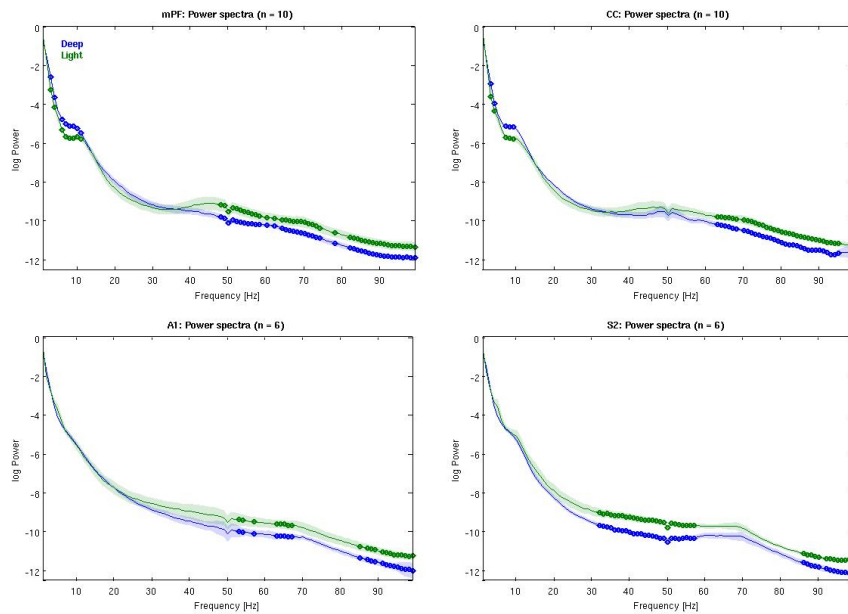 mPF: Power spectra (n = 10)
0
-2
-4
-6
-8
-10
-12
log Power
Deep
Light
10 20 30 40 50 60 70 80 90
Frequency [Hz]
CC: Power spectra (n = 10)
0
-2
-4
-6
-8
-10
-12
log Power
10 20 30 40 50 60 70 80 90
Frequency [Hz]
A1: Power spectra (n = 6)
0
-2
-4
-6
-8
-10
-12
log Power
10 20 30 40 50 60 70 80 90
Frequency [Hz]
S2: Power spectra (n = 6)
0
-2
-4
-6
-8
-10
-12
log Power
10 20 30 40 50 60 70 80 90
Frequency [Hz]